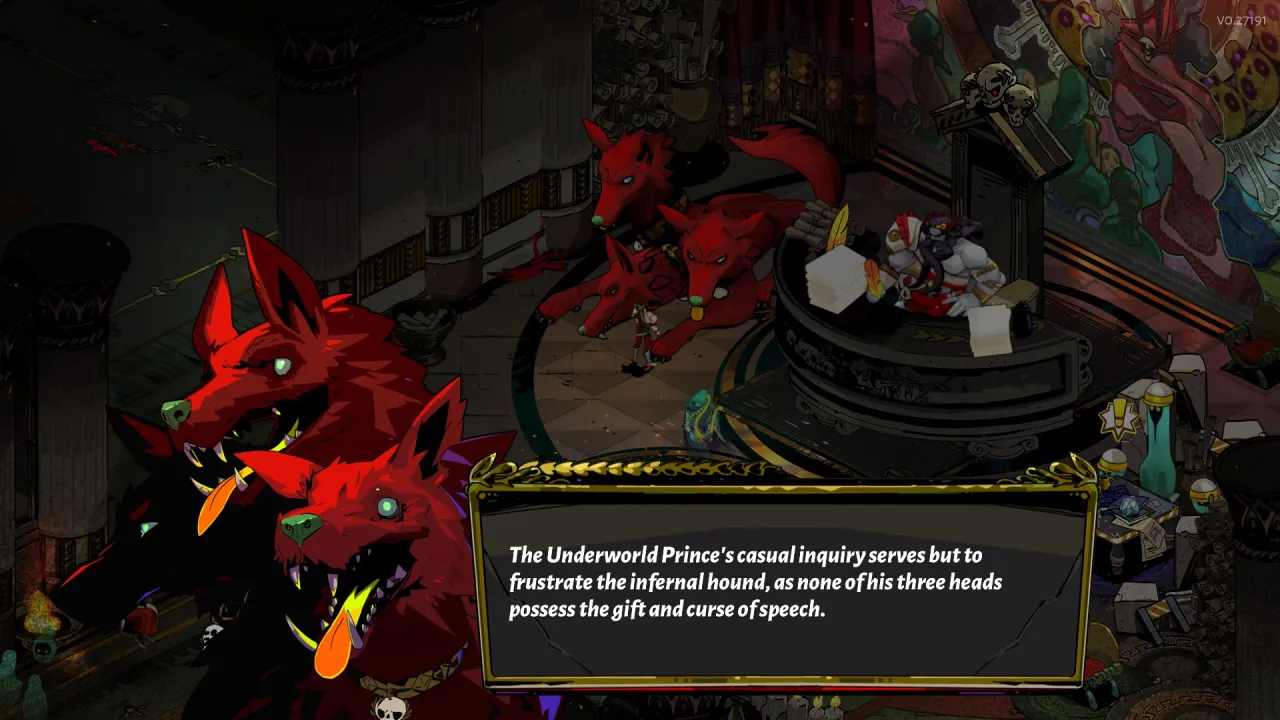 V0.27191
The Underworld Prince's casual inquiry serves but to
frustrate the infernal hound, as none of his three heads
possess the gift and curse of speech.